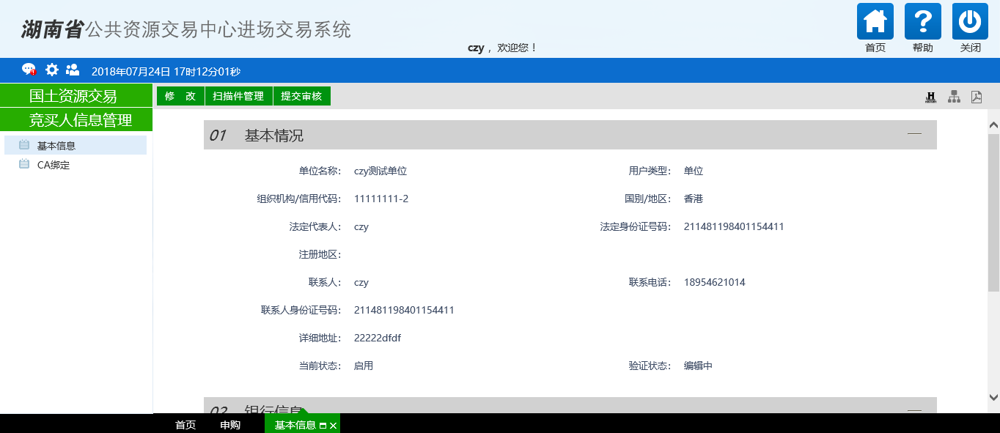 湖南省公共资源交易中心进场交易系统
czy ，欢迎您！
首页 帮助 关闭
2018年07月24日 17时12分01秒
国土资源交易
竞买人信息管理
基本信息
CA绑定
修 改 扫描件管理 提交审核
01 基本情况
单位名称： czy测试单位 用户类型： 单位
组织机构/信用代码： 11111111-2 国别/地区： 香港
法定代表人： czy 法定身份证号码： 211481198401154411
注册地区：
联系人： czy 联系电话： 18954621014
联系人身份证号码： 211481198401154411
详细地址： 22222dfdf
当前状态： 启用 验证状态： 编辑中
02 银行信息
首页 申购 基本信息